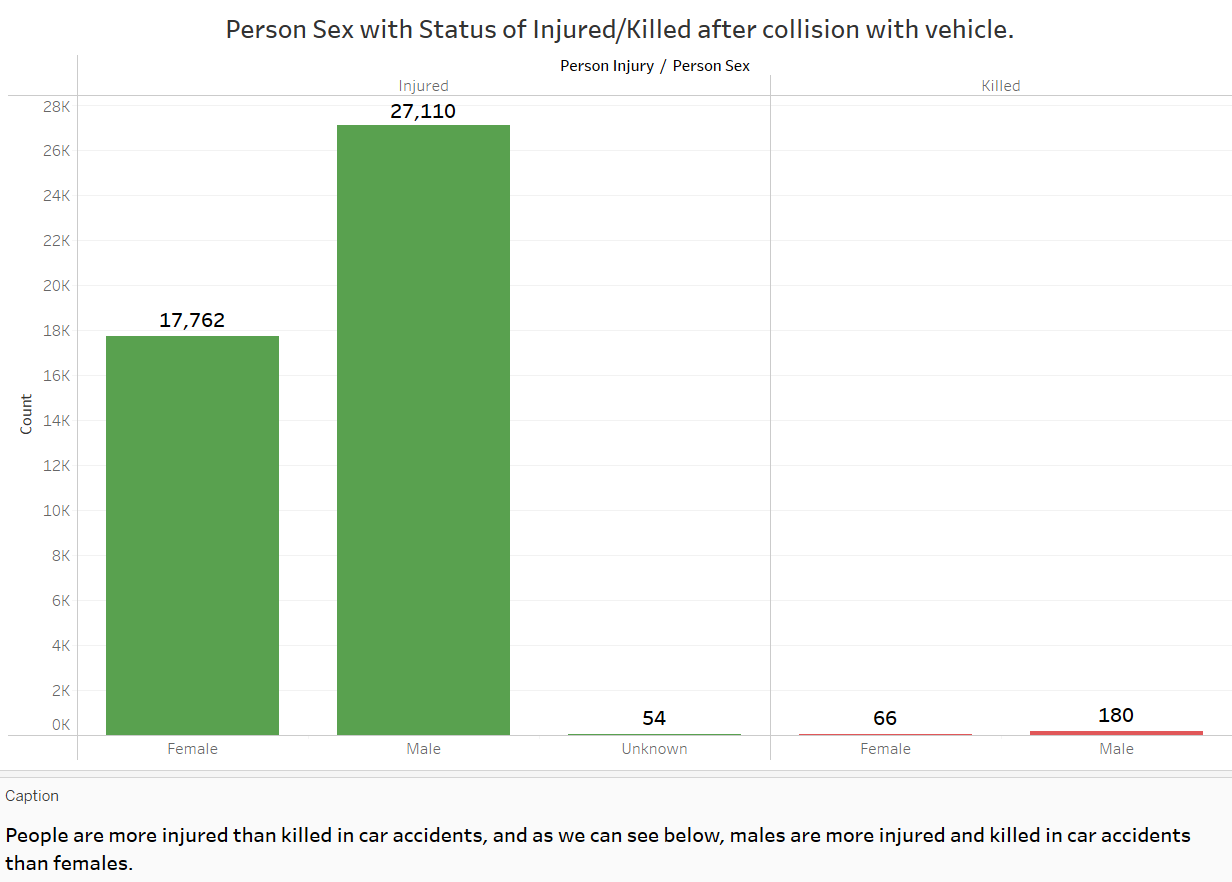 Person Sex with Status of Injured/Killed after collision with vehicle.
Person Injury / Person Sex
Injured
Killed
28K
26K
24K
22K
20K
18K
16K
14K
12K
10K
8K
6K
4K
2K
0K
Count
17,762
27,110
54
66
180
Female
Male
Unknown
Female
Male
Caption
People are more injured than killed in car accidents, and as we can see below, males are more injured and killed in car accidents
than females.